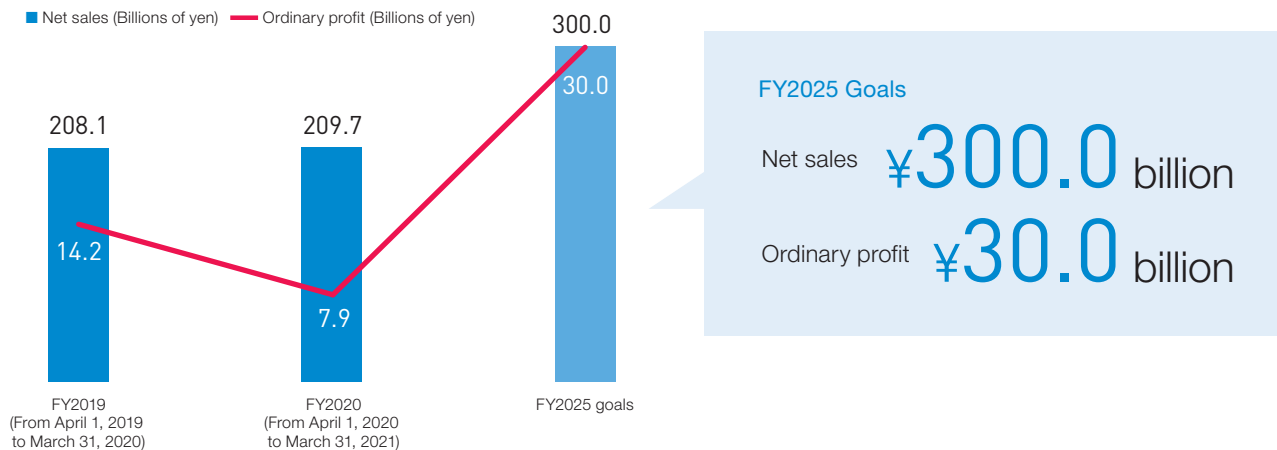 Net sales (Billions of yen) Ordinary profit (Billions of yen)
208.1
14.2
209.7
7.9
300.0
30.0
FY2019
(From April 1, 2019
to March 31, 2020)
FY2020
(From April 1, 2020
to March 31, 2021)
FY2025 goals
FY2025 Goals
Net sales ¥300.0 billion
Ordinary profit ¥30.0 billion